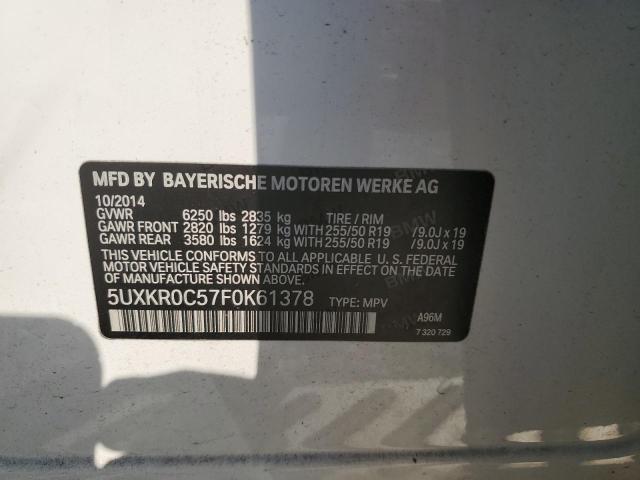 MFD BY BAYERISCHE MOTOREN WERKE AG
10/2014
GVWR 6250 lbs 2835 kg TIRE / RIM
GAWR FRONT 2820 lbs 1279 kg WITH 255/50 R19 /9.0J x 19
GAWR REAR 3580 lbs 1624 kg WITH 255/50 R19 /9.0J x 19
THIS VEHICLE CONFORMS TO ALL APPLICABLE U. S. FEDERAL
MOTOR VEHICLE SAFETY STANDARDS IN EFFECT ON THE DATE
OF MANUFACTURE SHOWN ABOVE.
5UXKR0C57F0K61378 TYPE: MPV
A96M
7 320 729